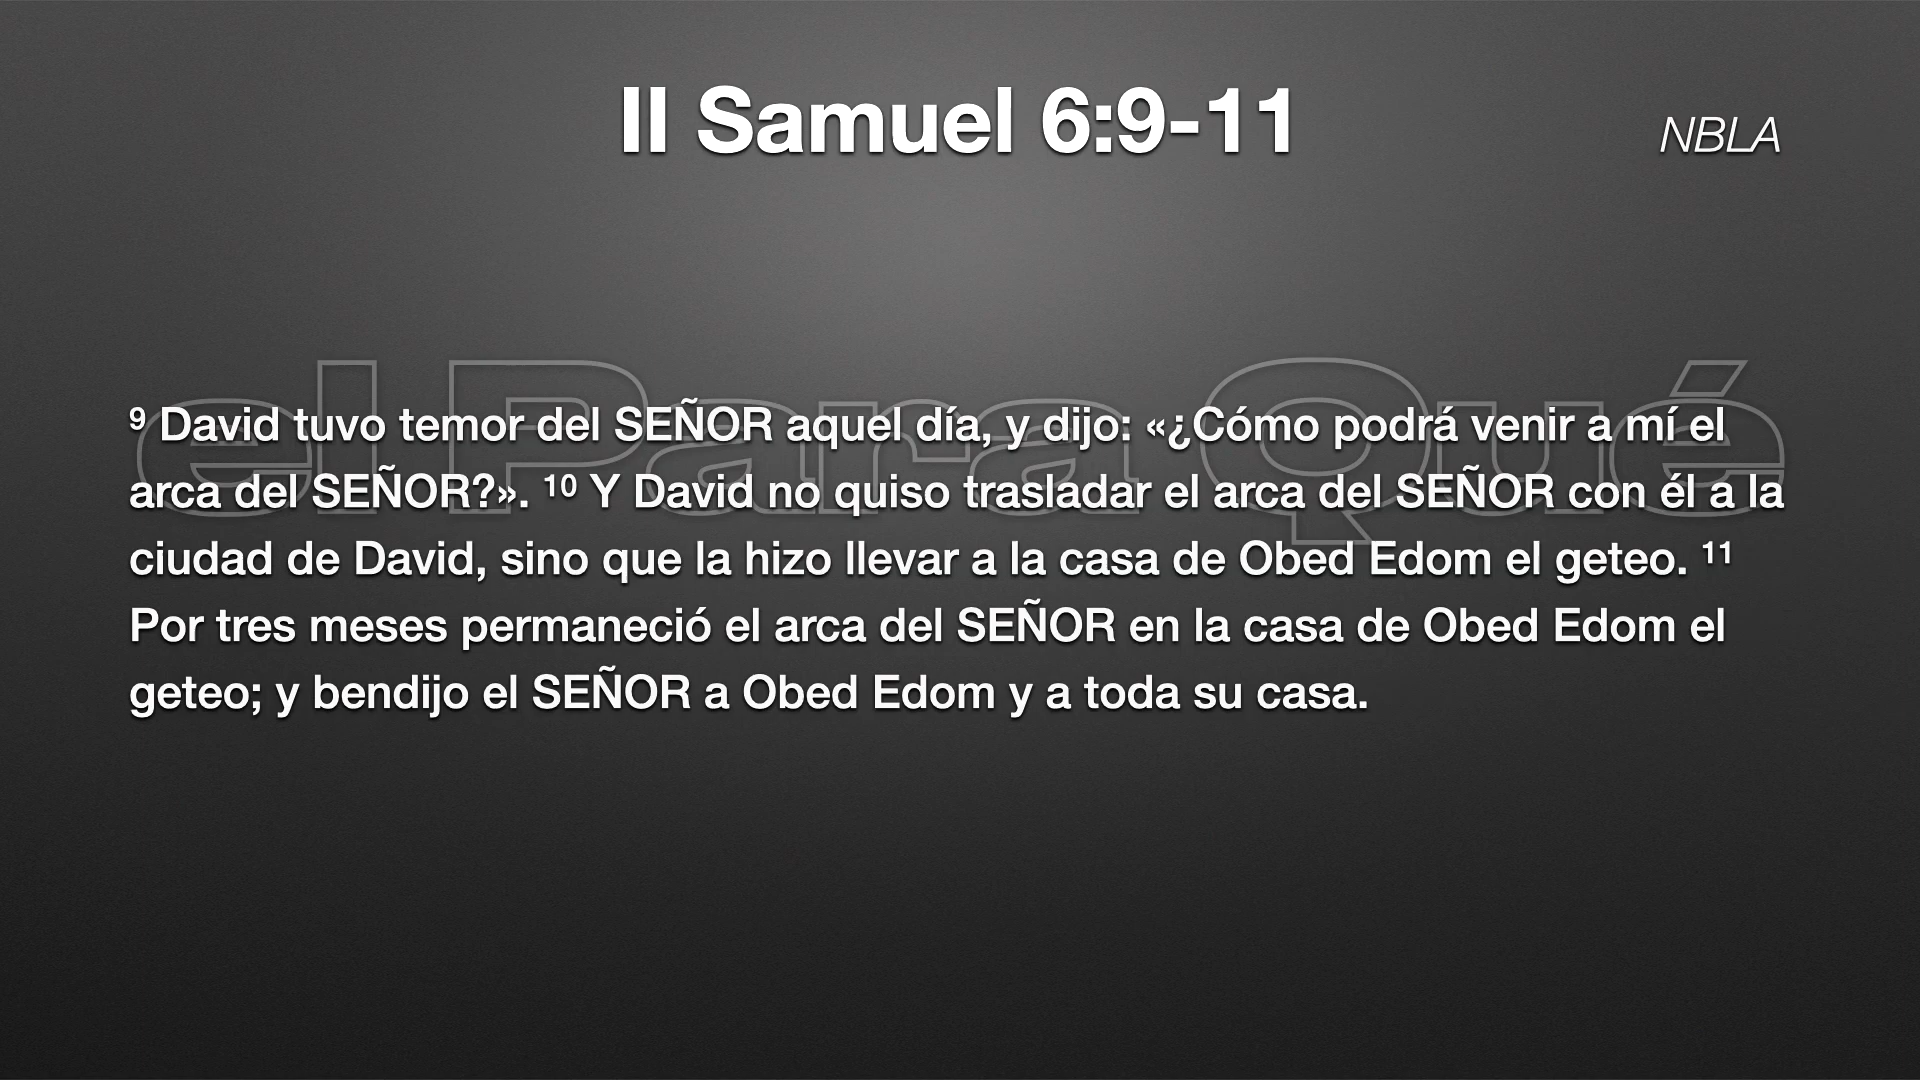 II Samuel 6:9-11
NBLA
el Para Qué
⁹ David tuvo temor del SEÑOR aquel día, y dijo: «¿Cómo podrá venir a mí el
arca del SEÑOR?». ¹⁰ Y David no quiso trasladar el arca del SEÑOR con él a la
ciudad de David, sino que la hizo llevar a la casa de Obed Edom el geteo. ¹¹
Por tres meses permaneció el arca del SEÑOR en la casa de Obed Edom el
geteo; y bendijo el SEÑOR a Obed Edom y a toda su casa.